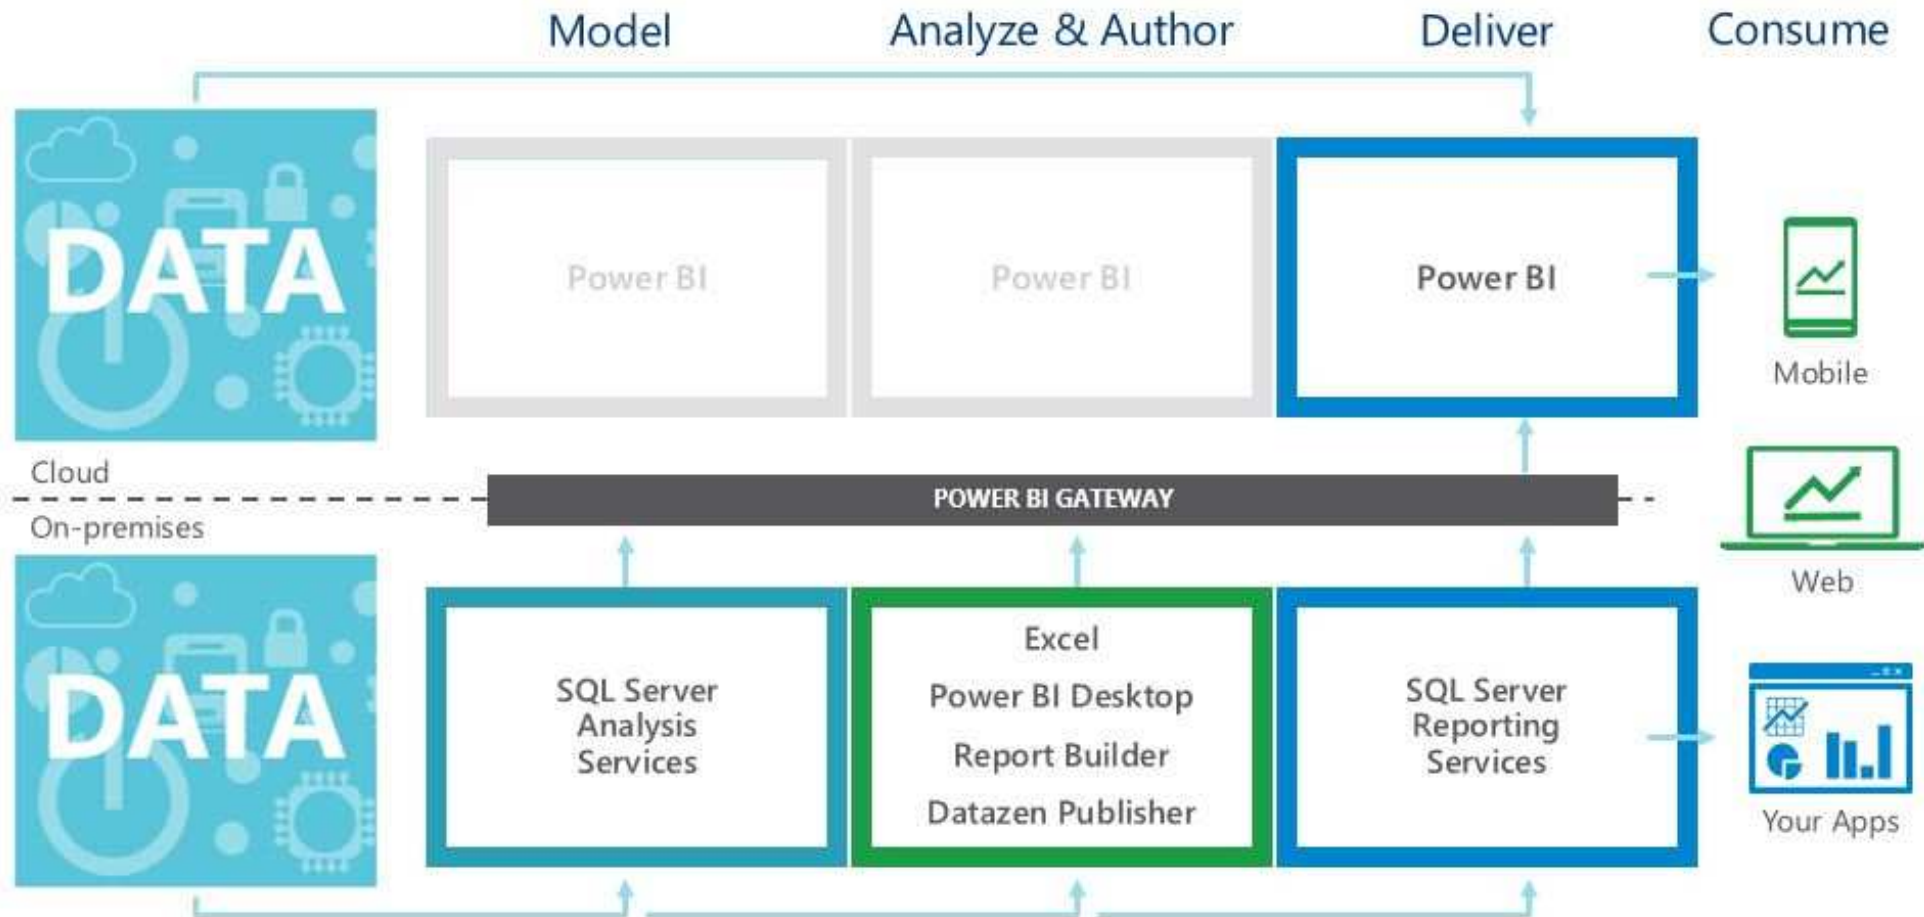 Model
Analyze & Author
Deliver
Consume
DATA
Power BI
Power BI
Power BI
Mobile
Cloud
On-premises
POWER BI GATEWAY
Web
DATA
SQL Server
Analysis
Services
Excel
Power BI Desktop
Report Builder
Datazen Publisher
SQL Server
Reporting
Services
Your Apps